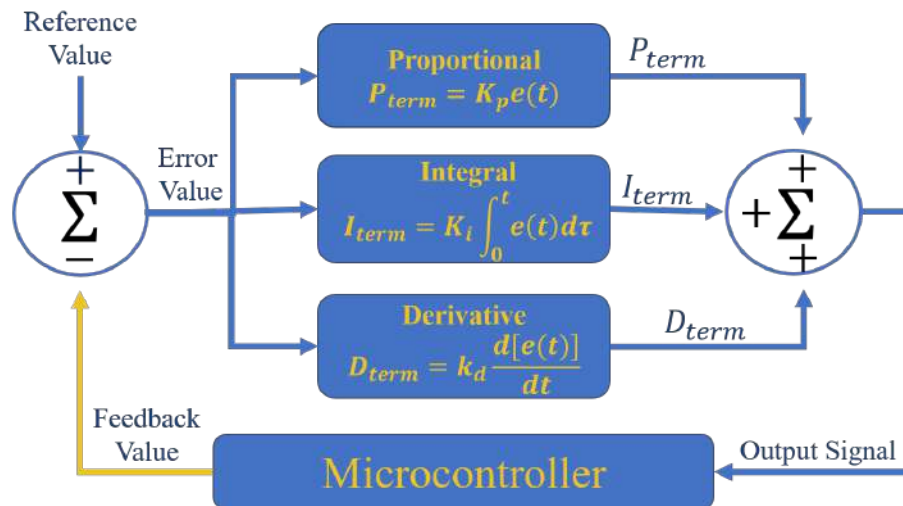 Reference
Value
+
Σ
−
Error
Value
Proportional
P_term = K_p e(t)
P_term
Integral
I_term = K_i ∫_0^t e(t)dτ
I_term
Derivative
D_term = k_d d[e(t)]/dt
D_term
+
+ Σ
+
Feedback
Value
Microcontroller
Output Signal